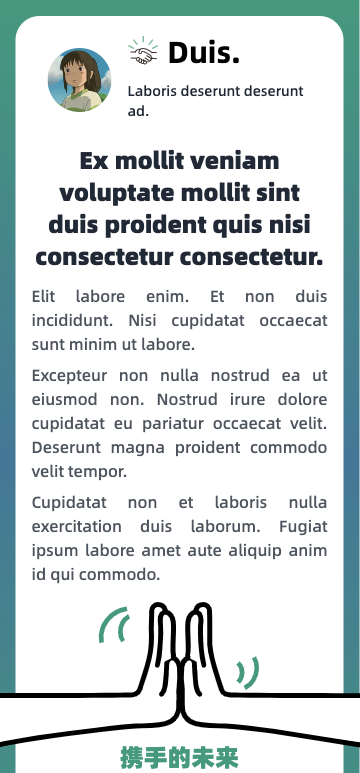 Duis.
Laboris deserunt deserunt
ad.
Ex mollit veniam
voluptate mollit sint
duis proident quis nisi
consectetur consectetur.
Elit labore enim. Et non duis
incididunt. Nisi cupidatat occaecat
sunt minim ut labore.
Excepteur non nulla nostrud ea ut
eiusmod non. Nostrud irure dolore
cupidatat eu pariatur occaecat velit.
Deserunt magna proident commodo
velit tempor.
Cupidatat non et laboris nulla
exercitation duis laborum. Fugiat
ipsum labore amet aute aliquip anim
id qui commodo.
携手的未来